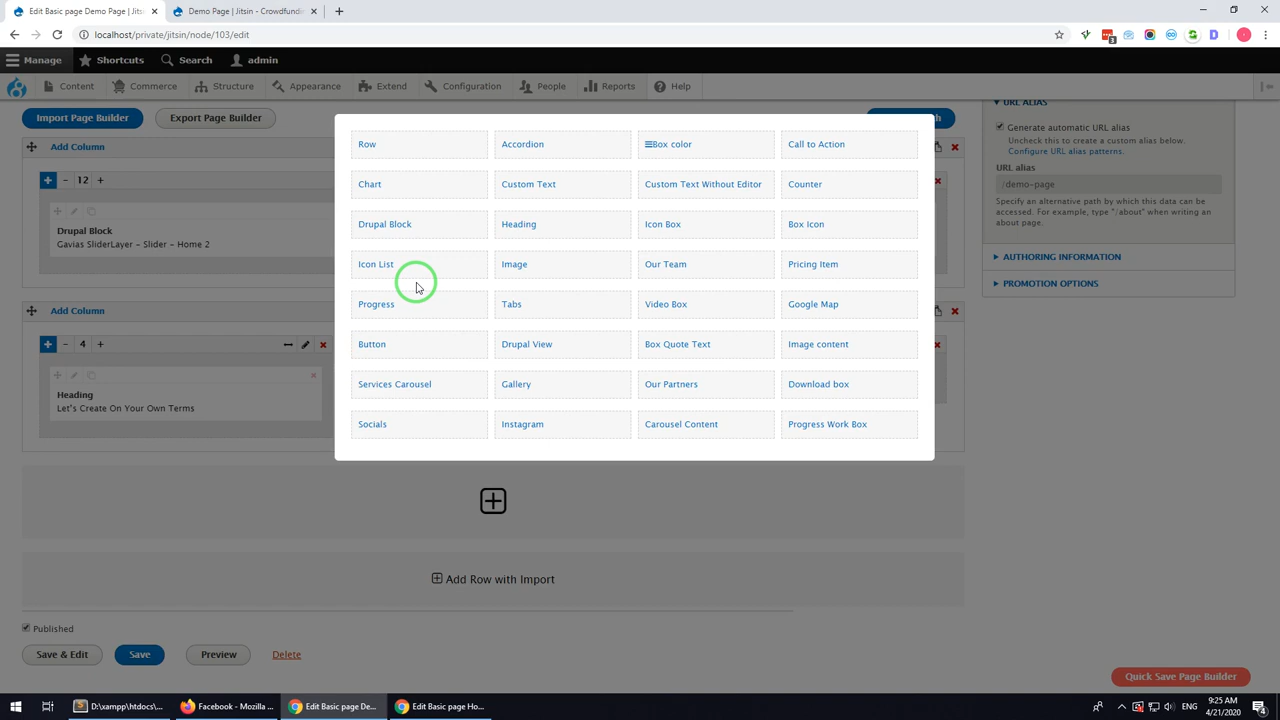 Edit Basic page Demo Page | Jitsin
Demo Page | Jitsin - Crowdfundin
localhost/private/jitsin/node/103/edit
3
Manage
Shortcuts
Search
admin
Content
Commerce
Structure
Appearance
Extend
Configuration
People
Reports
Help
Import Page Builder
Export Page Builder
Add Column
- 12 +
Drupal Block
Gavias SliderLayer - Slider - Home 2
Add Column
- 4 +
Heading
Let's Create On Your Own Terms
Row
Accordion
Box color
Call to Action
Chart
Custom Text
Custom Text Without Editor
Counter
Drupal Block
Heading
Icon Box
Box Icon
Icon List
Image
Our Team
Pricing Item
Progress
Tabs
Video Box
Google Map
Button
Drupal View
Box Quote Text
Image content
Services Carousel
Gallery
Our Partners
Download box
Socials
Instagram
Carousel Content
Progress Work Box
URL ALIAS
Generate automatic URL alias
Uncheck this to create a custom alias below.
Configure URL alias patterns.
URL alias
/demo-page
Specify an alternative path by which this data can be
accessed. For example, type "/about" when writing an
about page.
AUTHORING INFORMATION
PROMOTION OPTIONS
Add Row with Import
Published
Save & Edit
Save
Preview
Delete
Quick Save Page Builder
D:\xampp\htdocs\...
Facebook - Mozilla ...
Edit Basic page De...
Edit Basic page Ho...
9:25 AM
4/21/2020
4